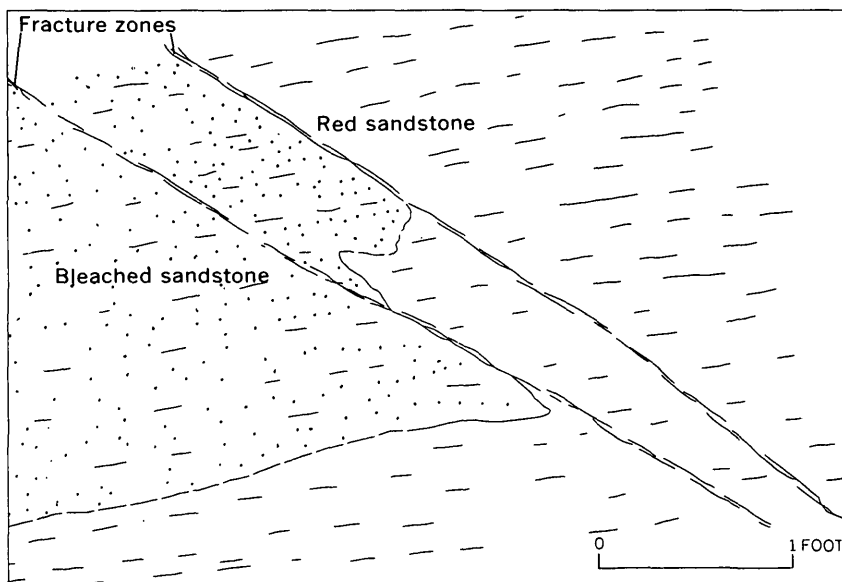 Fracture zones
Red sandstone
Bleached sandstone
0 1 FOOT